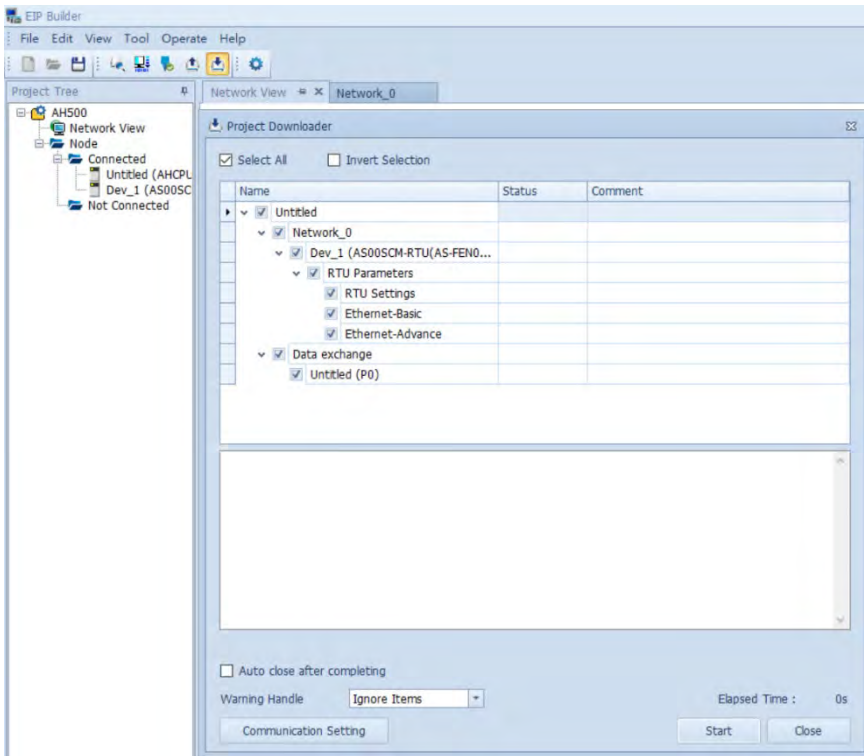 EIP Builder
File Edit View Tool Operate Help
Project Tree
Network View
Network_0
AH500
Network View
Node
Connected
Untitled (AHCPU
Dev_1 (AS00SC
Not Connected
Project Downloader
Select All Invert Selection
Name Status Comment
Untitled
Network_0
Dev_1 (AS00SCM-RTU(AS-FEN0...
RTU Parameters
RTU Settings
Ethernet-Basic
Ethernet-Advance
Data exchange
Untitled (P0)
Auto close after completing
Warning Handle Ignore Items Elapsed Time : 0s
Communication Setting Start Close